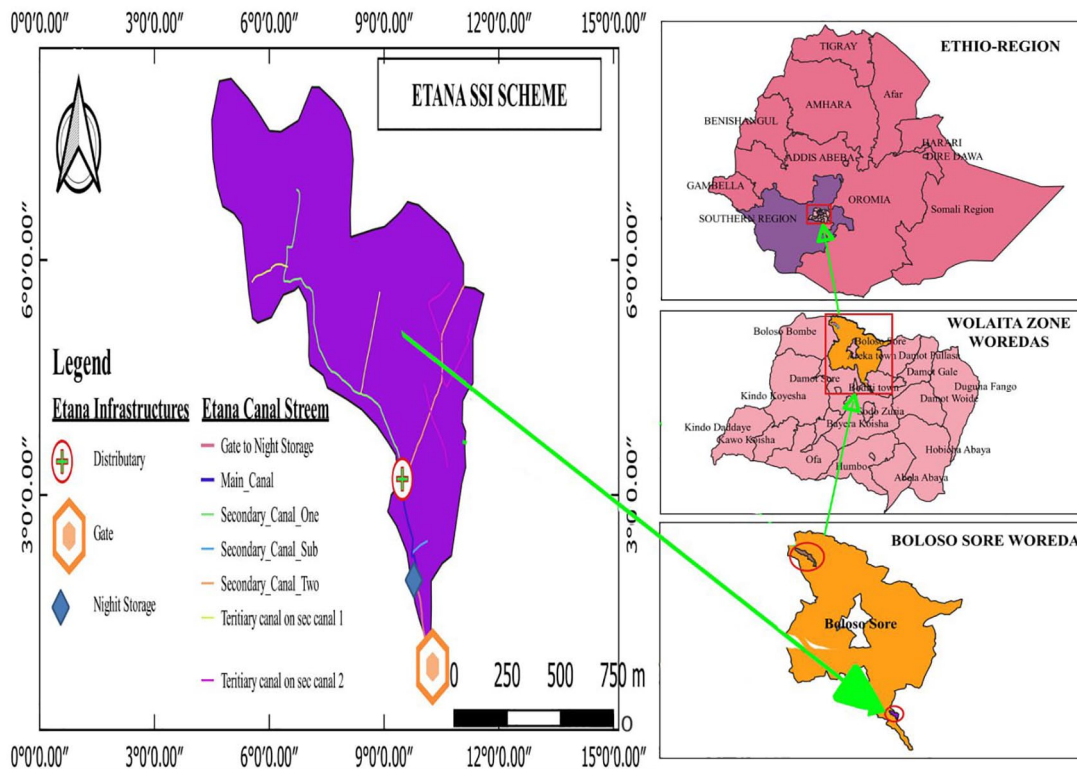 0°0′0.00″ 3°0′0.00″ 6°0′0.00″ 9°0′0.00″ 12°0′0.00″ 15°0′0.00″
ETANA SSI SCHEME
6°0′0.00″
3°0′0.00″
6°0′0.00″
3°0′0.00″
Legend
Etana Infrastructures
Distributary
Gate
Nighit Storage
Etana Canal Streem
Gate to Night Storage
Main_Canal
Secondary_Canal_One
Secondary_Canal_Sub
Secondary_Canal_Two
Teritiary canal on sec canal 1
Teritiary canal on sec canal 2
0 250 500 750 m
0
0°0′0.00″ 3°0′0.00″ 6°0′0.00″ 9°0′0.00″ 12°0′0.00″ 15°0′0.00″
ETHIO-REGION
TIGRAY
Afar
AMHARA
BENISHANGUL
HARARI
DIRE DAWA
ADDIS ABEBA
GAMBELLA
OROMIA
SOUTHERN REGION
Somali Region
WOLAITA ZONE
WOREDAS
Boloso Bombe
Boloso Sore
Areka town
Damot Pullasa
Damot Sore
Damot Gale
Boditi town
Duguna Fango
Kindo Koyesha
Damot Woide
Sodo Zuria
Bayera Koisha
Kindo Daddaye
Kawo Koisha
Hobicha Abaya
Ofa
Humbo
Abela Abaya
BOLOSO SORE WOREDA
Boloso Sore